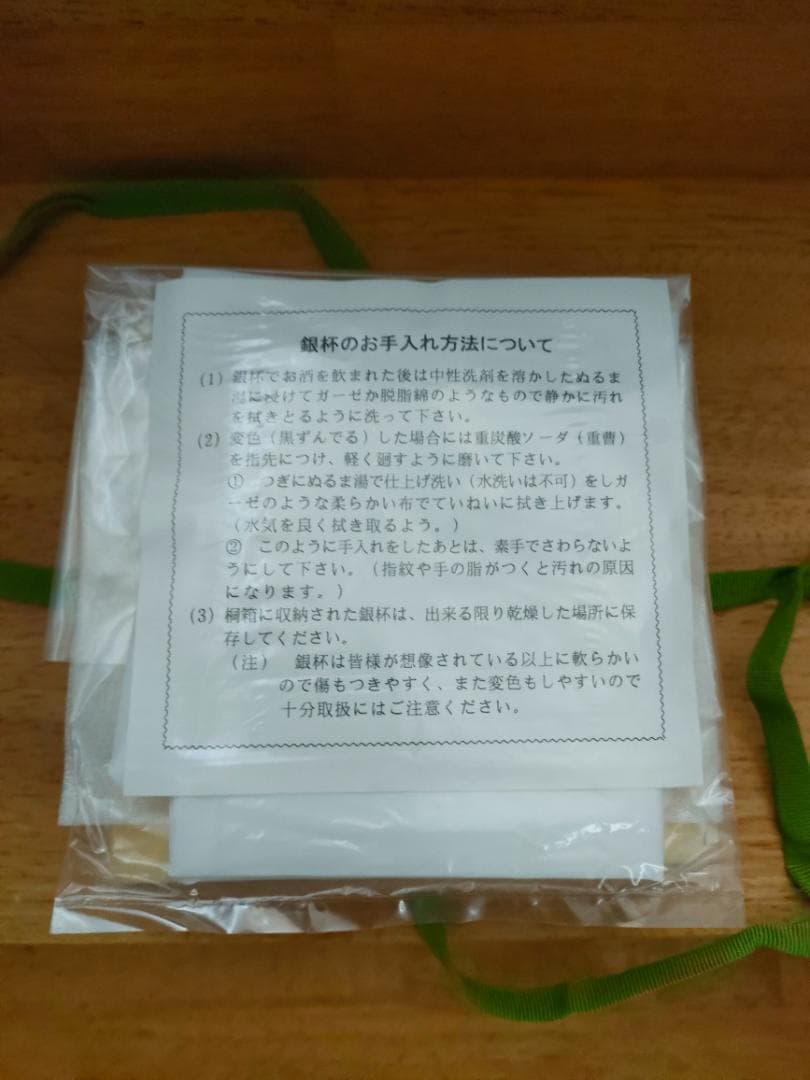 銀杯のお手入れ方法について
(1) 銀杯でお酒を飲まれた後は中性洗剤を溶かしたぬるま
湯に浸けてガーゼか脱脂綿のようなもので静かに汚れ
を拭きとるように洗って下さい。
(2) 変色（黒ずんでる）した場合には重炭酸ソーダ（重曹）
を指先につけ、軽く廻すように磨いて下さい。
① つぎにぬるま湯で仕上げ洗い（水洗いは不可）をしガ
ーゼのような柔らかい布でていねいに拭き上げます。
（水気を良く拭き取るよう。）
② このように手入れをしたあとは、素手でさわらないよ
うにして下さい。（指紋や手の脂がつくと汚れの原因
になります。）
(3) 桐箱に収納された銀杯は、出来る限り乾燥した場所に保
存してください。
（注） 銀杯は皆様が想像されている以上に軟らかい
ので傷もつきやすく、また変色もしやすいので
十分取扱にはご注意ください。